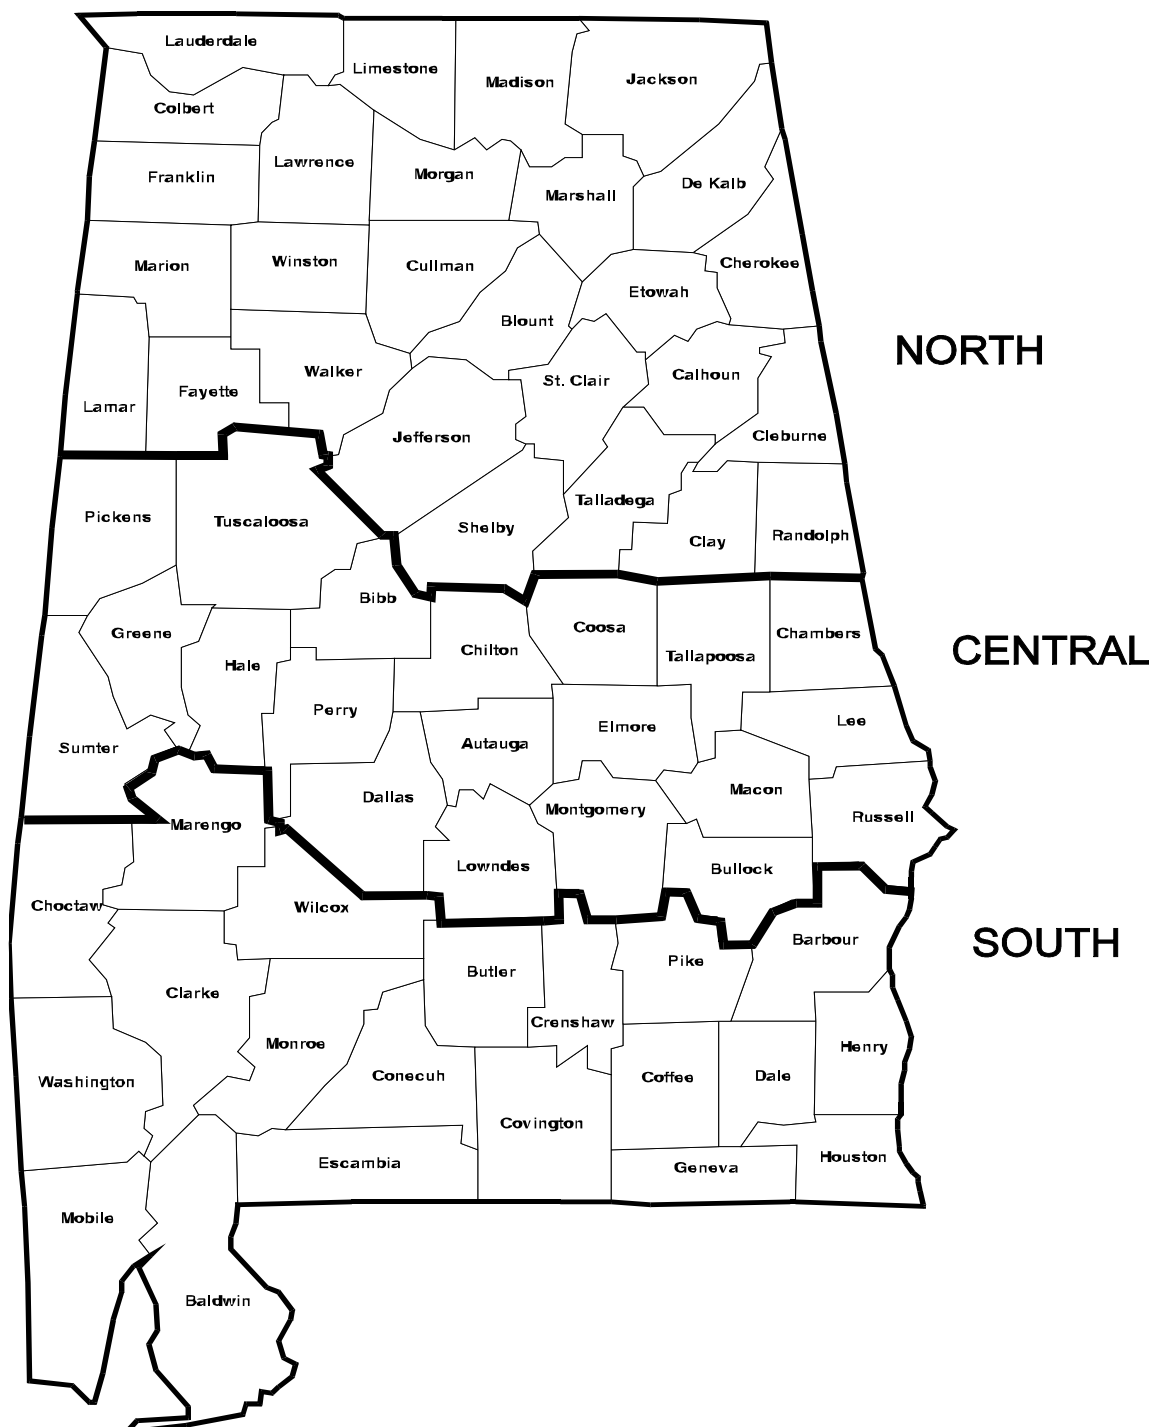 Lauderdale
Limestone
Madison
Jackson
Colbert
Lawrence
Franklin
Morgan
Marshall
De Kalb
Marion
Winston
Cullman
Cherokee
Etowah
Blount
NORTH
Walker
St. Clair
Calhoun
Fayette
Lamar
Jefferson
Cleburne
Talladega
Pickens
Tuscaloosa
Shelby
Clay
Randolph
Bibb
Greene
Coosa
Chambers
Hale
Chilton
Tallapoosa
CENTRAL
Perry
Lee
Sumter
Autauga
Elmore
Dallas
Macon
Montgomery
Russell
Marengo
Lowndes
Bullock
Choctaw
Wilcox
Barbour
SOUTH
Butler
Pike
Clarke
Crenshaw
Monroe
Henry
Washington
Conecuh
Coffee
Dale
Covington
Escambia
Geneva
Houston
Mobile
Baldwin